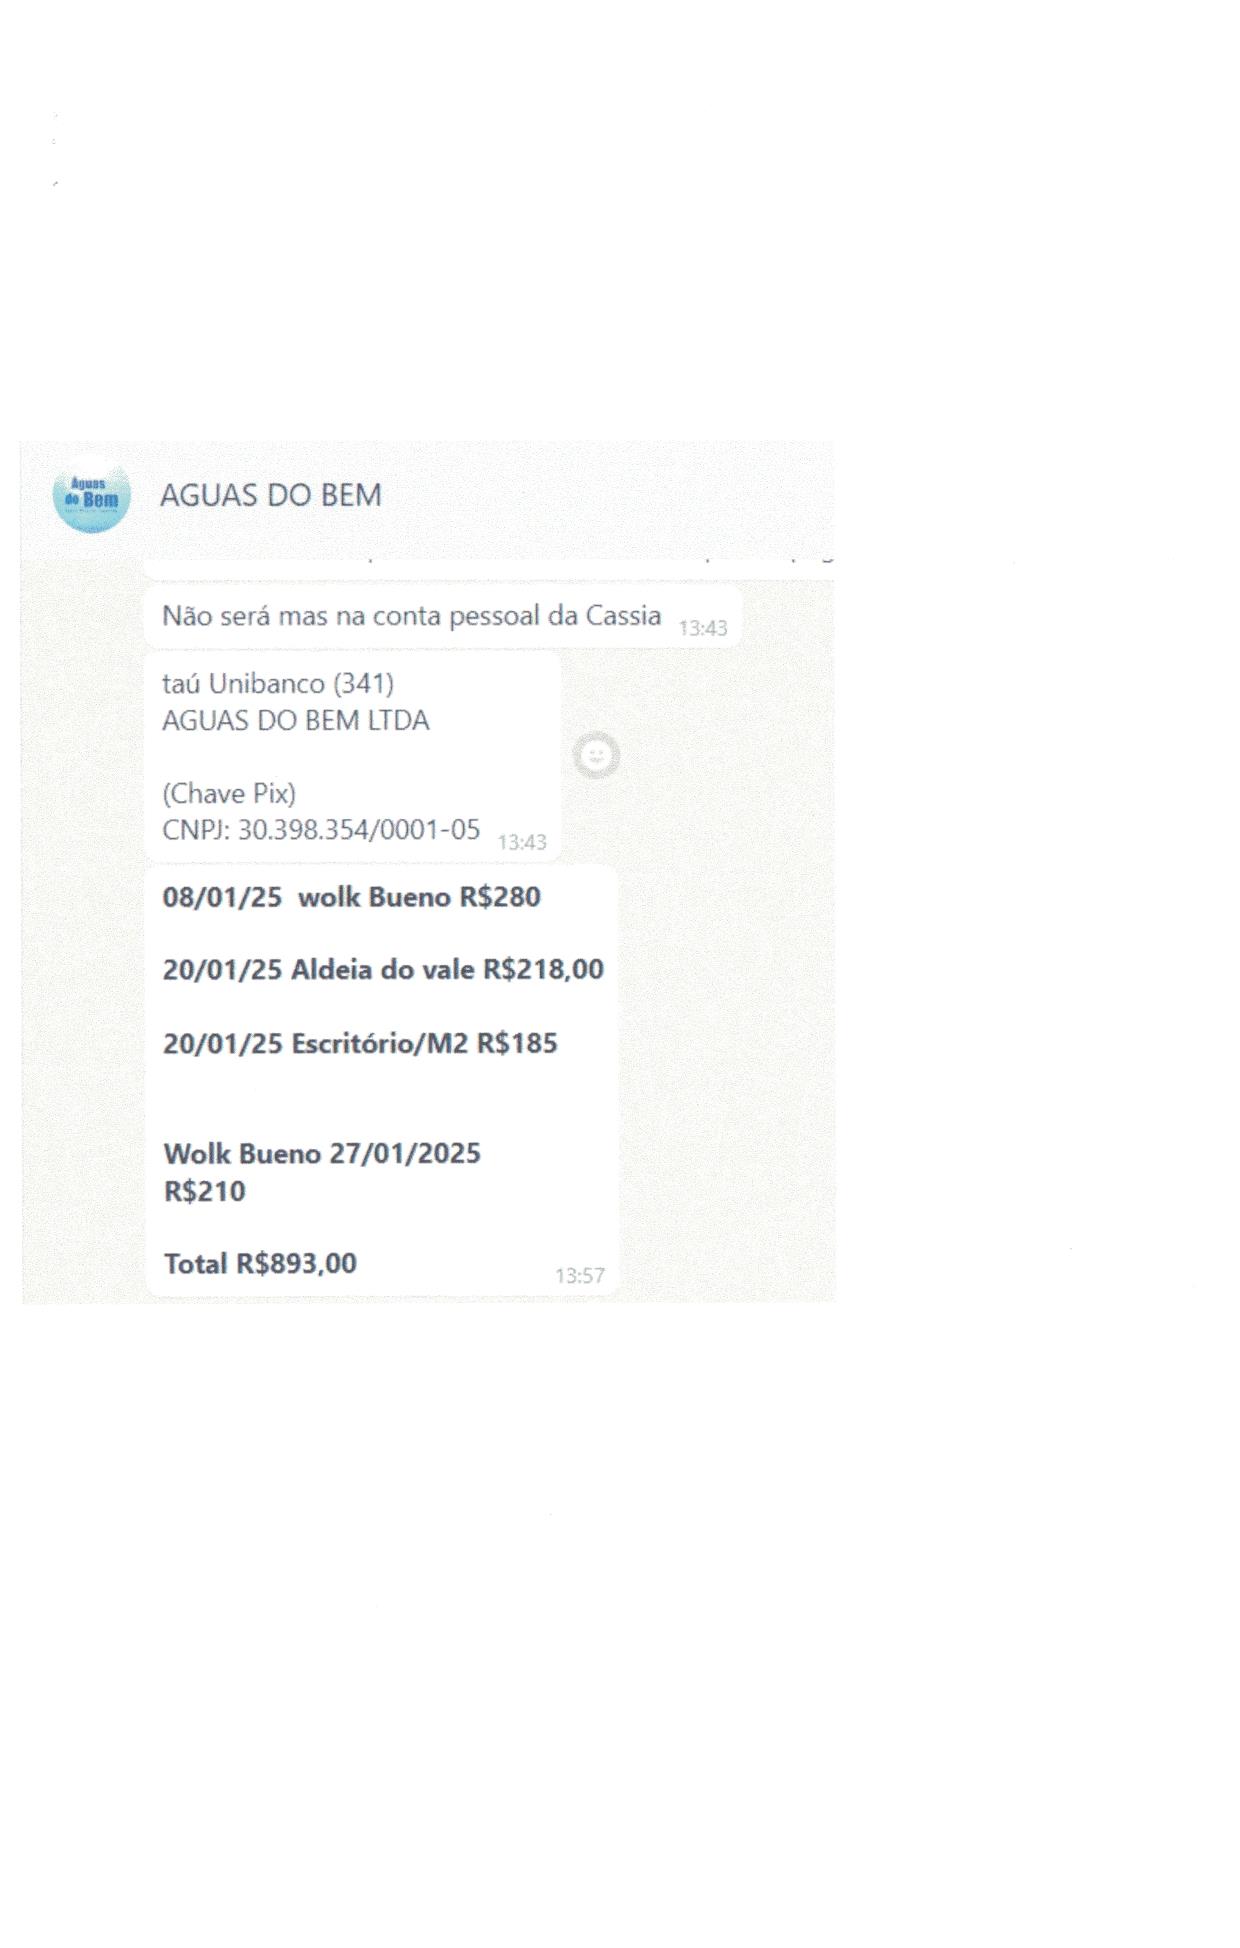 Aguas
do Bem
AGUAS DO BEM
Não será mas na conta pessoal da Cassia 13:43
taú Unibanco (341)
AGUAS DO BEM LTDA
(Chave Pix)
CNPJ: 30.398.354/0001-05 13:43
08/01/25 wolk Bueno R$280
20/01/25 Aldeia do vale R$218,00
20/01/25 Escritório/M2 R$185
Wolk Bueno 27/01/2025
R$210
Total R$893,00 13:57